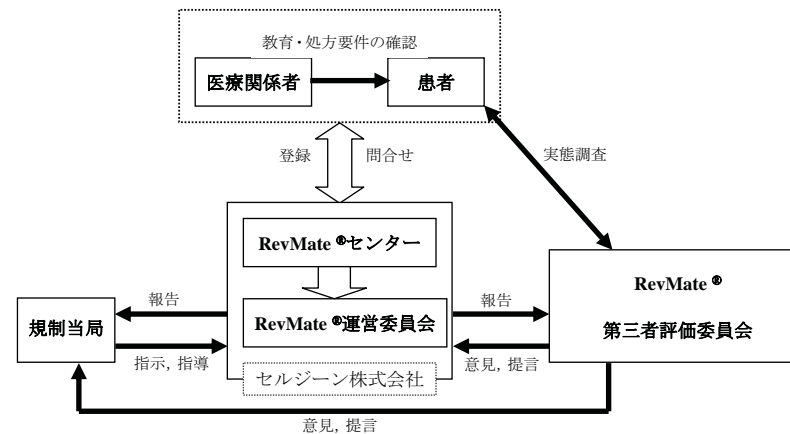 教育・処方要件の確認
医療関係者
患者
登録
問合せ
実態調査
RevMate®センター
RevMate®
第三者評価委員会
報告
報告
規制当局
RevMate®運営委員会
指示, 指導
意見, 提言
セルジーン株式会社
意見, 提言